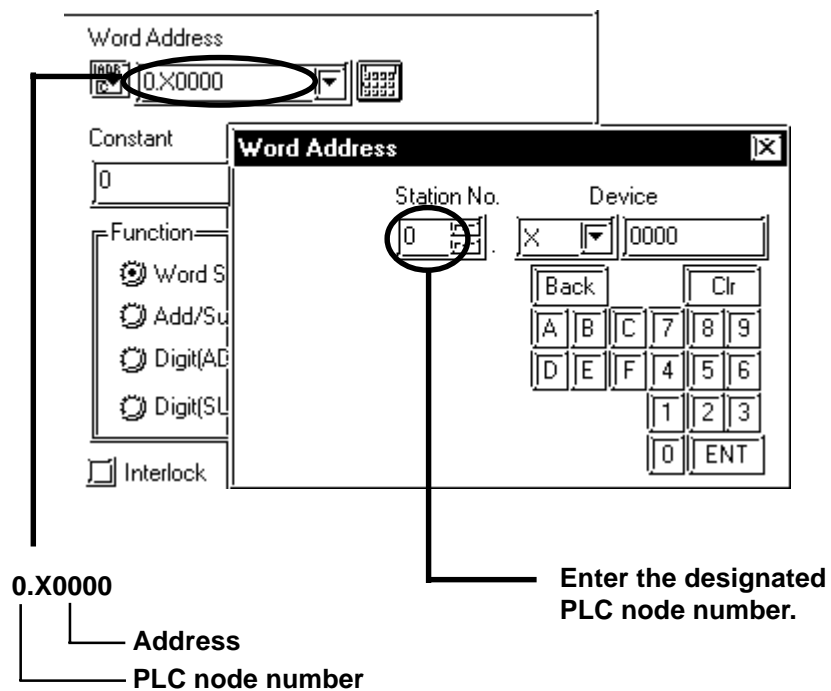 Word Address
0.X0000
Constant
Word Address
0
Station No. Device
0 . X 0000
Function
Back Clr
Word S
A B C 7 8 9
Add/Su
D E F 4 5 6
Digit(AD
1 2 3
Digit(SU
0 ENT
Interlock
0.X0000
Address
PLC node number
Enter the designated
PLC node number.